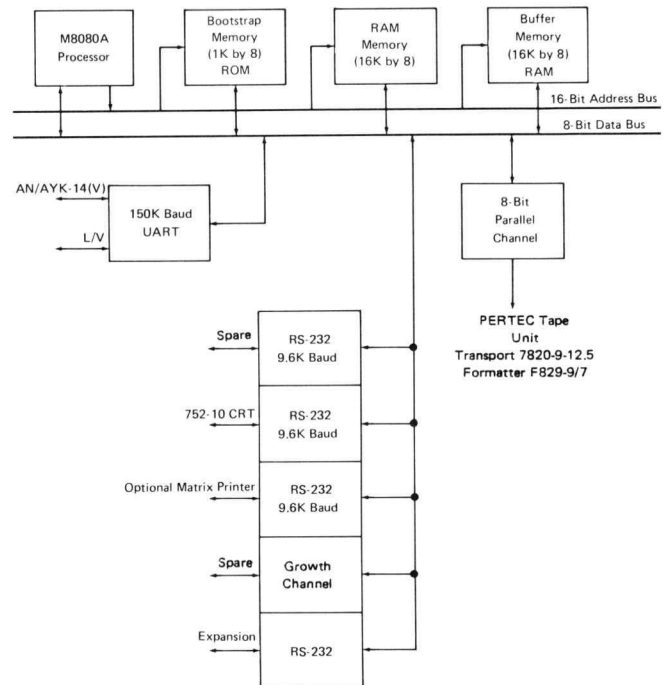 M8080A
Processor
Bootstrap
Memory
(1K by 8)
ROM
RAM
Memory
(16K by 8)
Buffer
Memory
(16K by 8)
RAM
16-Bit Address Bus
8-Bit Data Bus
AN/AYK-14(V)
L/V
150K Baud
UART
8-Bit
Parallel
Channel
PERTEC Tape
Unit
Transport 7820-9-12.5
Formatter F829-9/7
Spare
RS-232
9.6K Baud
752-10 CRT
RS-232
9.6K Baud
Optional Matrix Printer
RS-232
9.6K Baud
Spare
Growth
Channel
Expansion
RS-232